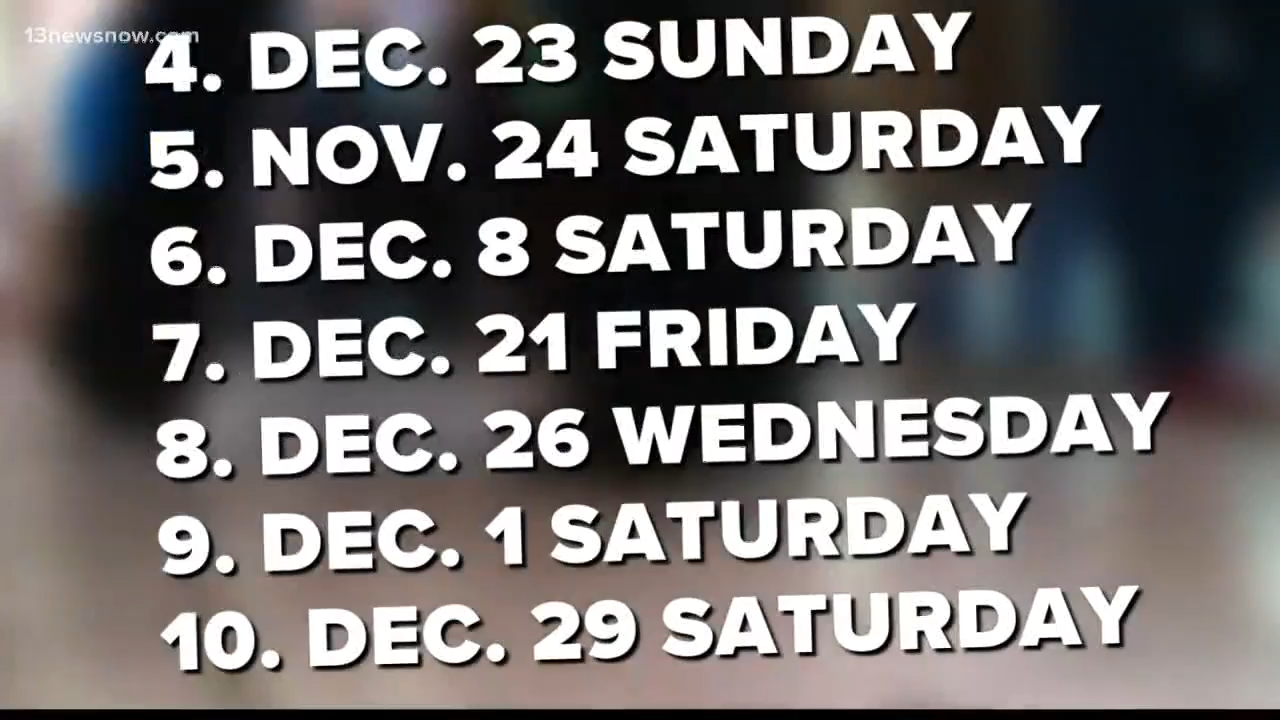 13newsnow.com
4. DEC. 23 SUNDAY
5. NOV. 24 SATURDAY
6. DEC. 8 SATURDAY
7. DEC. 21 FRIDAY
8. DEC. 26 WEDNESDAY
9. DEC. 1 SATURDAY
10. DEC. 29 SATURDAY